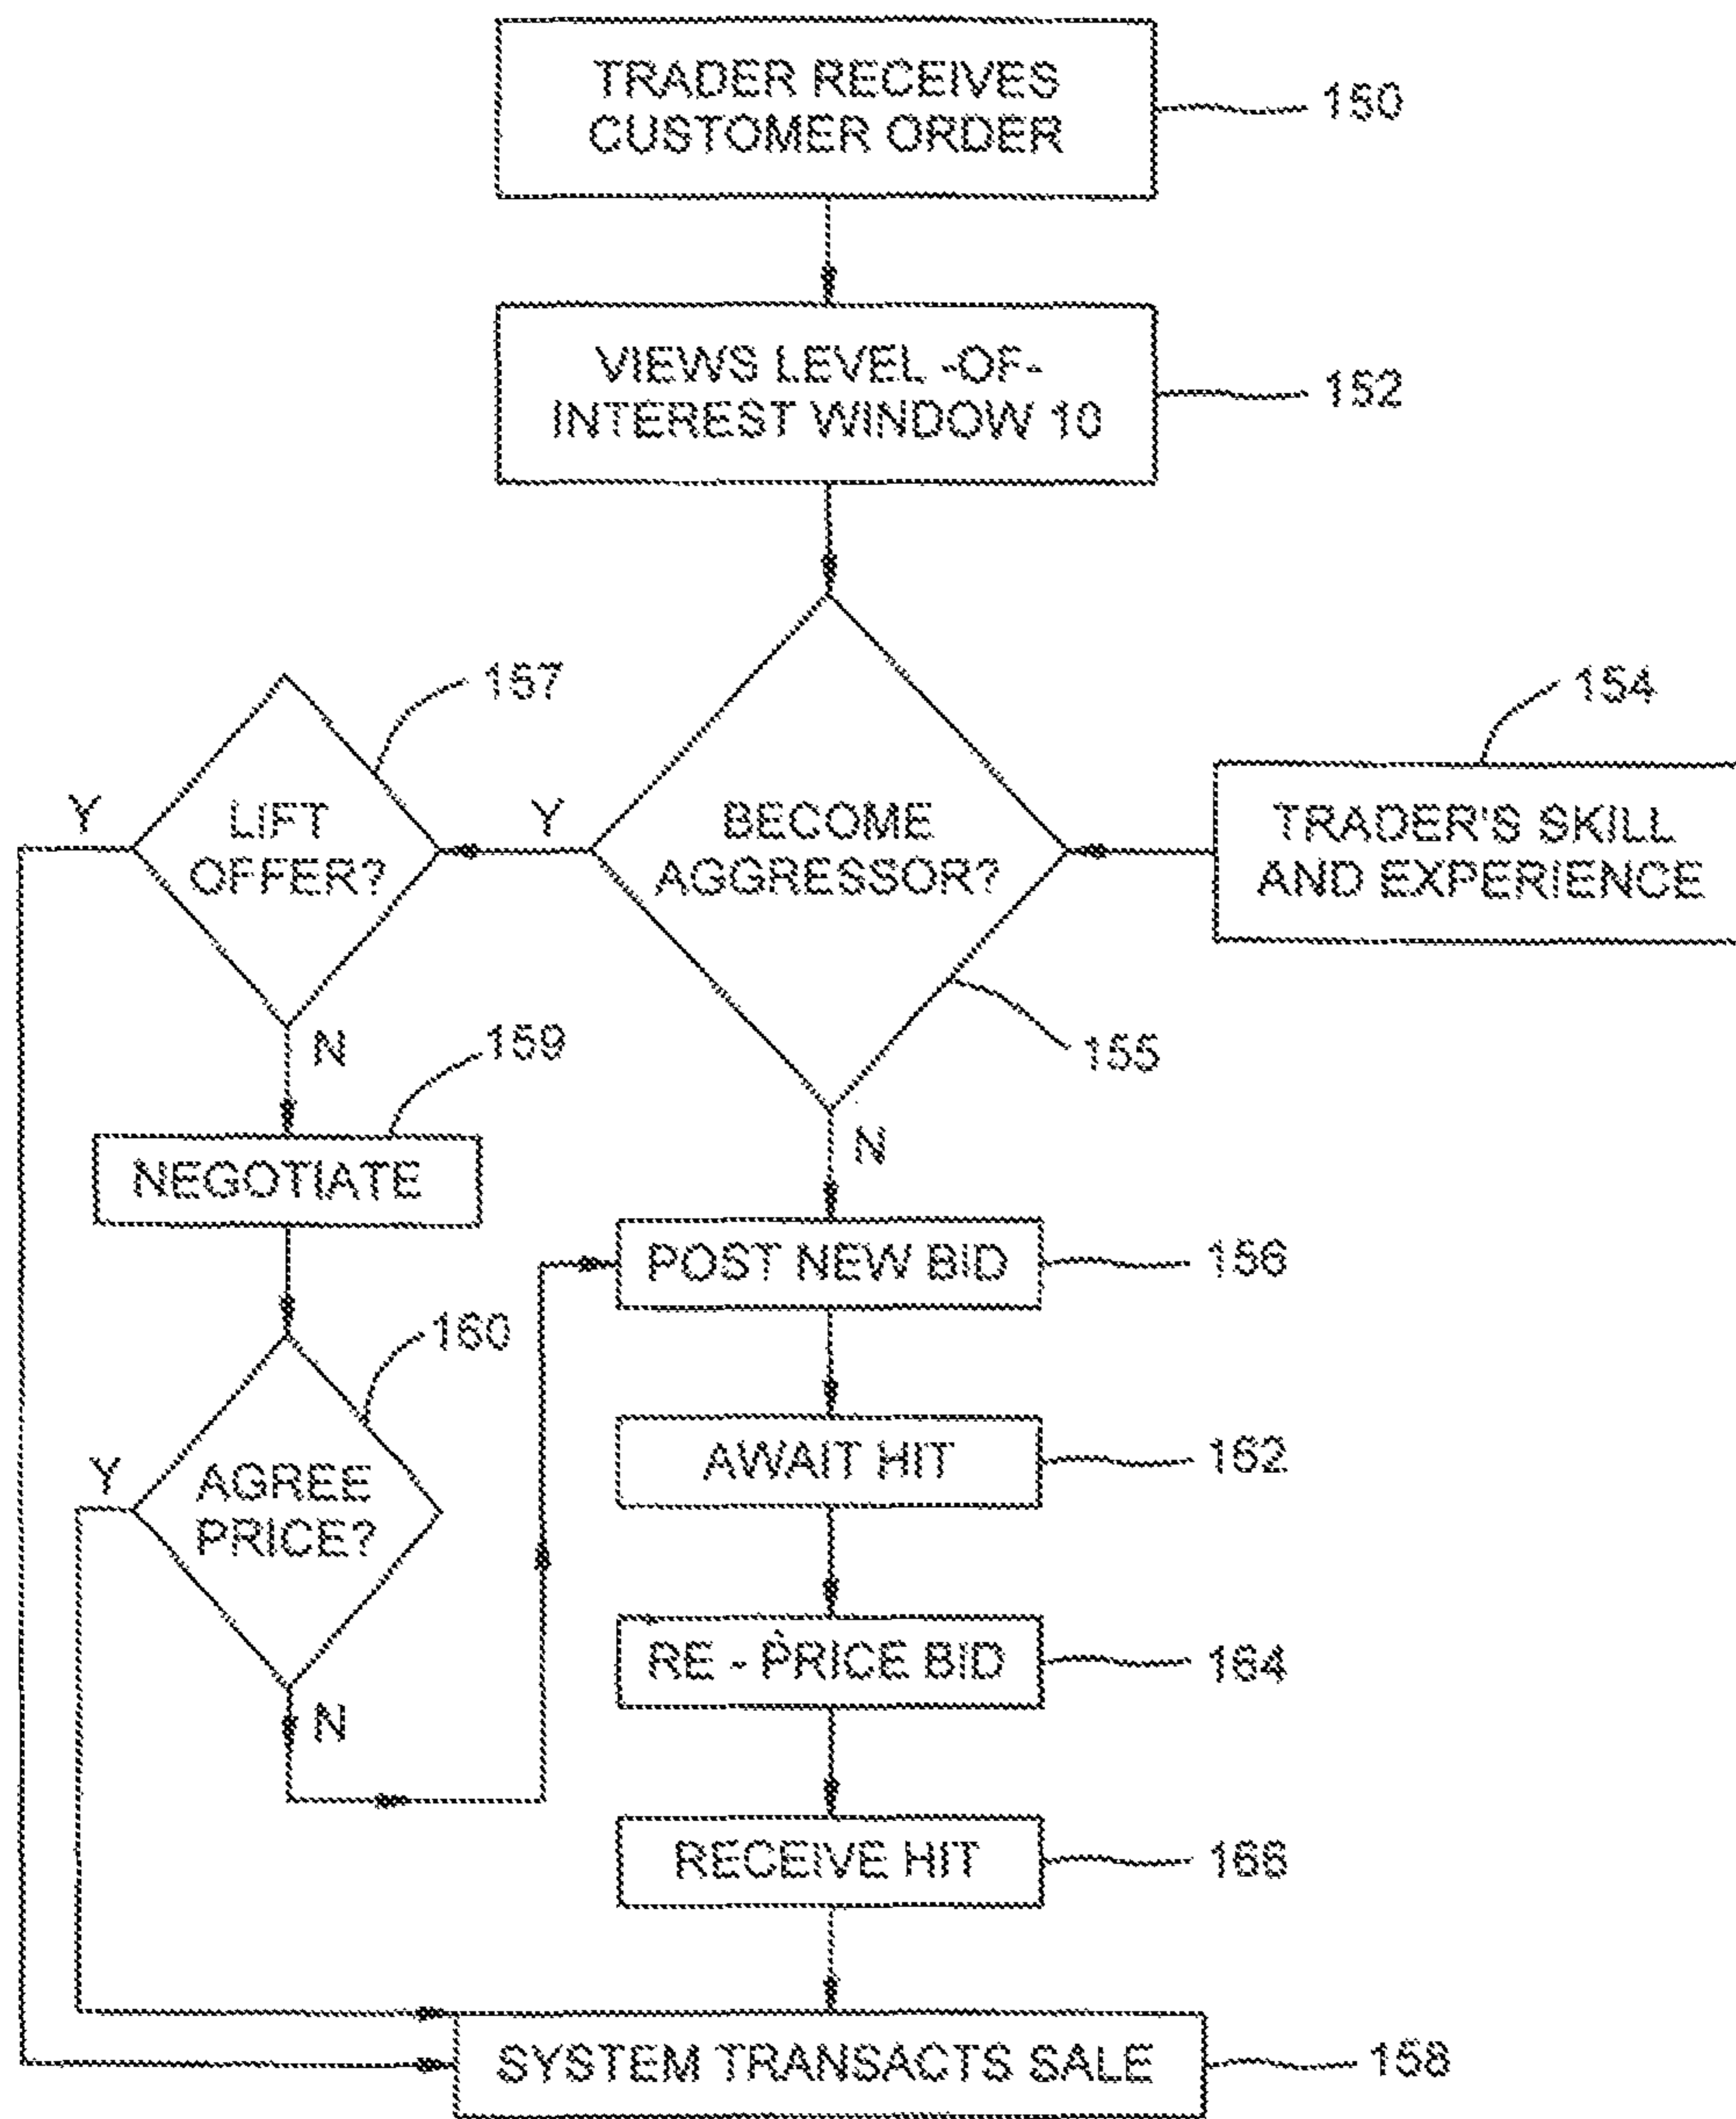 TRADER RECEIVES
CUSTOMER ORDER
150
VIEWS LEVEL -OF-
INTEREST WINDOW 10
152
157
154
Y
LIFT
OFFER?
Y
BECOME
AGGRESSOR?
TRADER'S SKILL
AND EXPERIENCE
N
159
155
N
NEGOTIATE
POST NEW BID
156
160
Y
AGREE
PRICE?
AWAIT HIT
162
RE - PRICE BID
164
N
RECEIVE HIT
166
SYSTEM TRANSACTS SALE
158